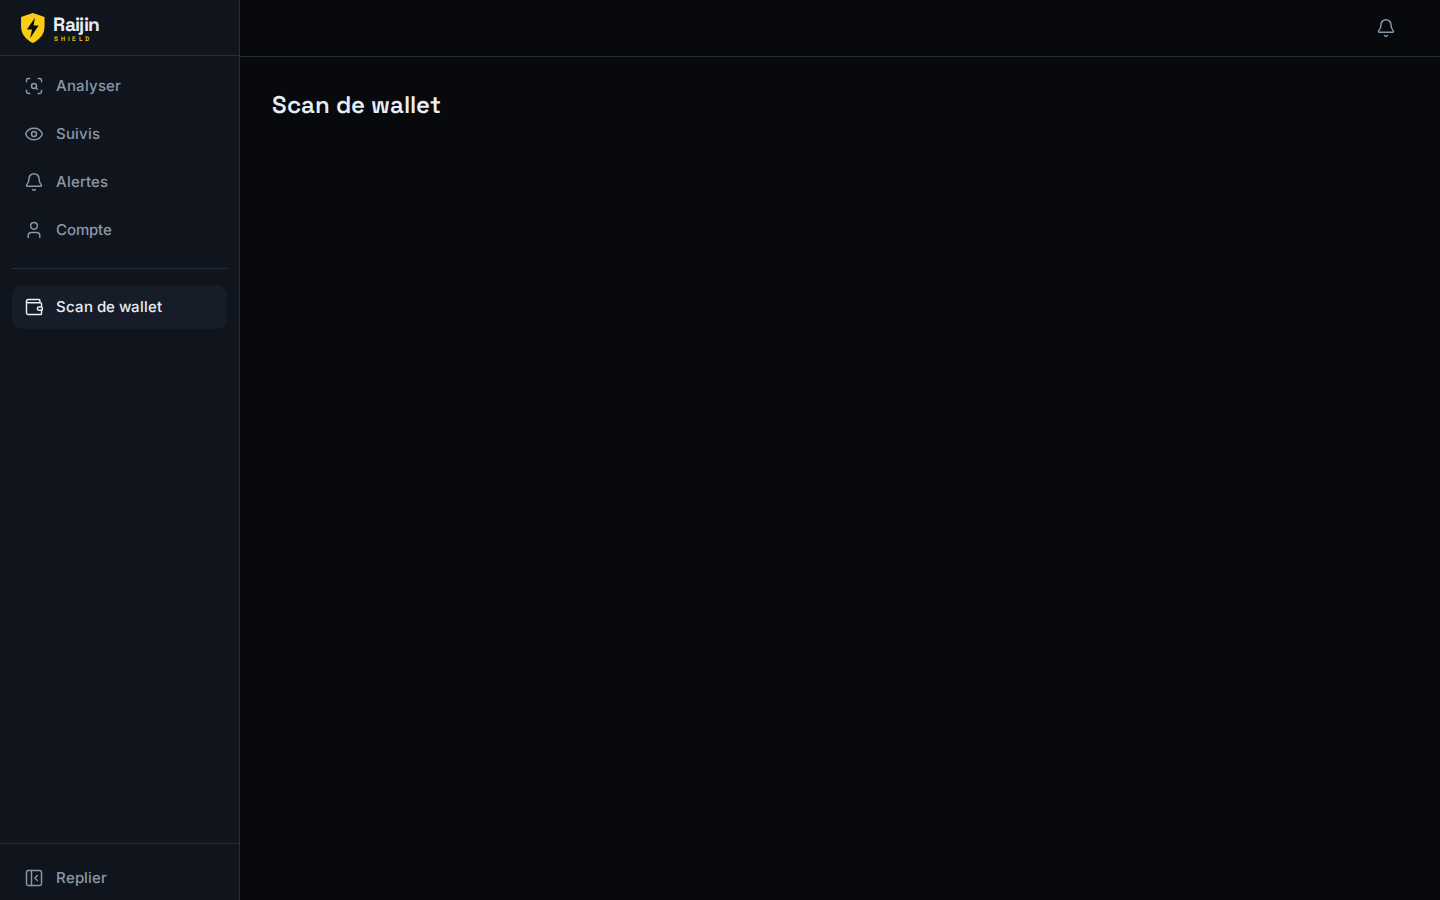 Raijin
SHIELD
Analyser
Suivis
Alertes
Compte
Scan de wallet
Replier
Scan de wallet